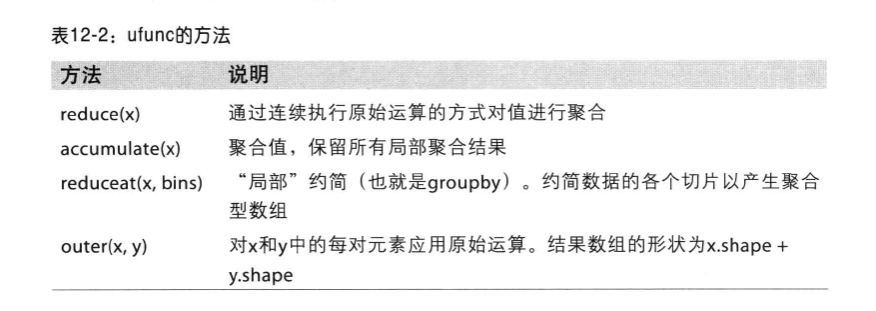 表12-2：ufunc的方法
方法 说明
reduce(x) 通过连续执行原始运算的方式对值进行聚合
accumulate(x) 聚合值，保留所有局部聚合结果
reduceat(x, bins) “局部”约简（也就是groupby）。约简数据的各个切片以产生聚合
型数组
outer(x, y) 对x和y中的每对元素应用原始运算。结果数组的形状为x.shape +
y.shape